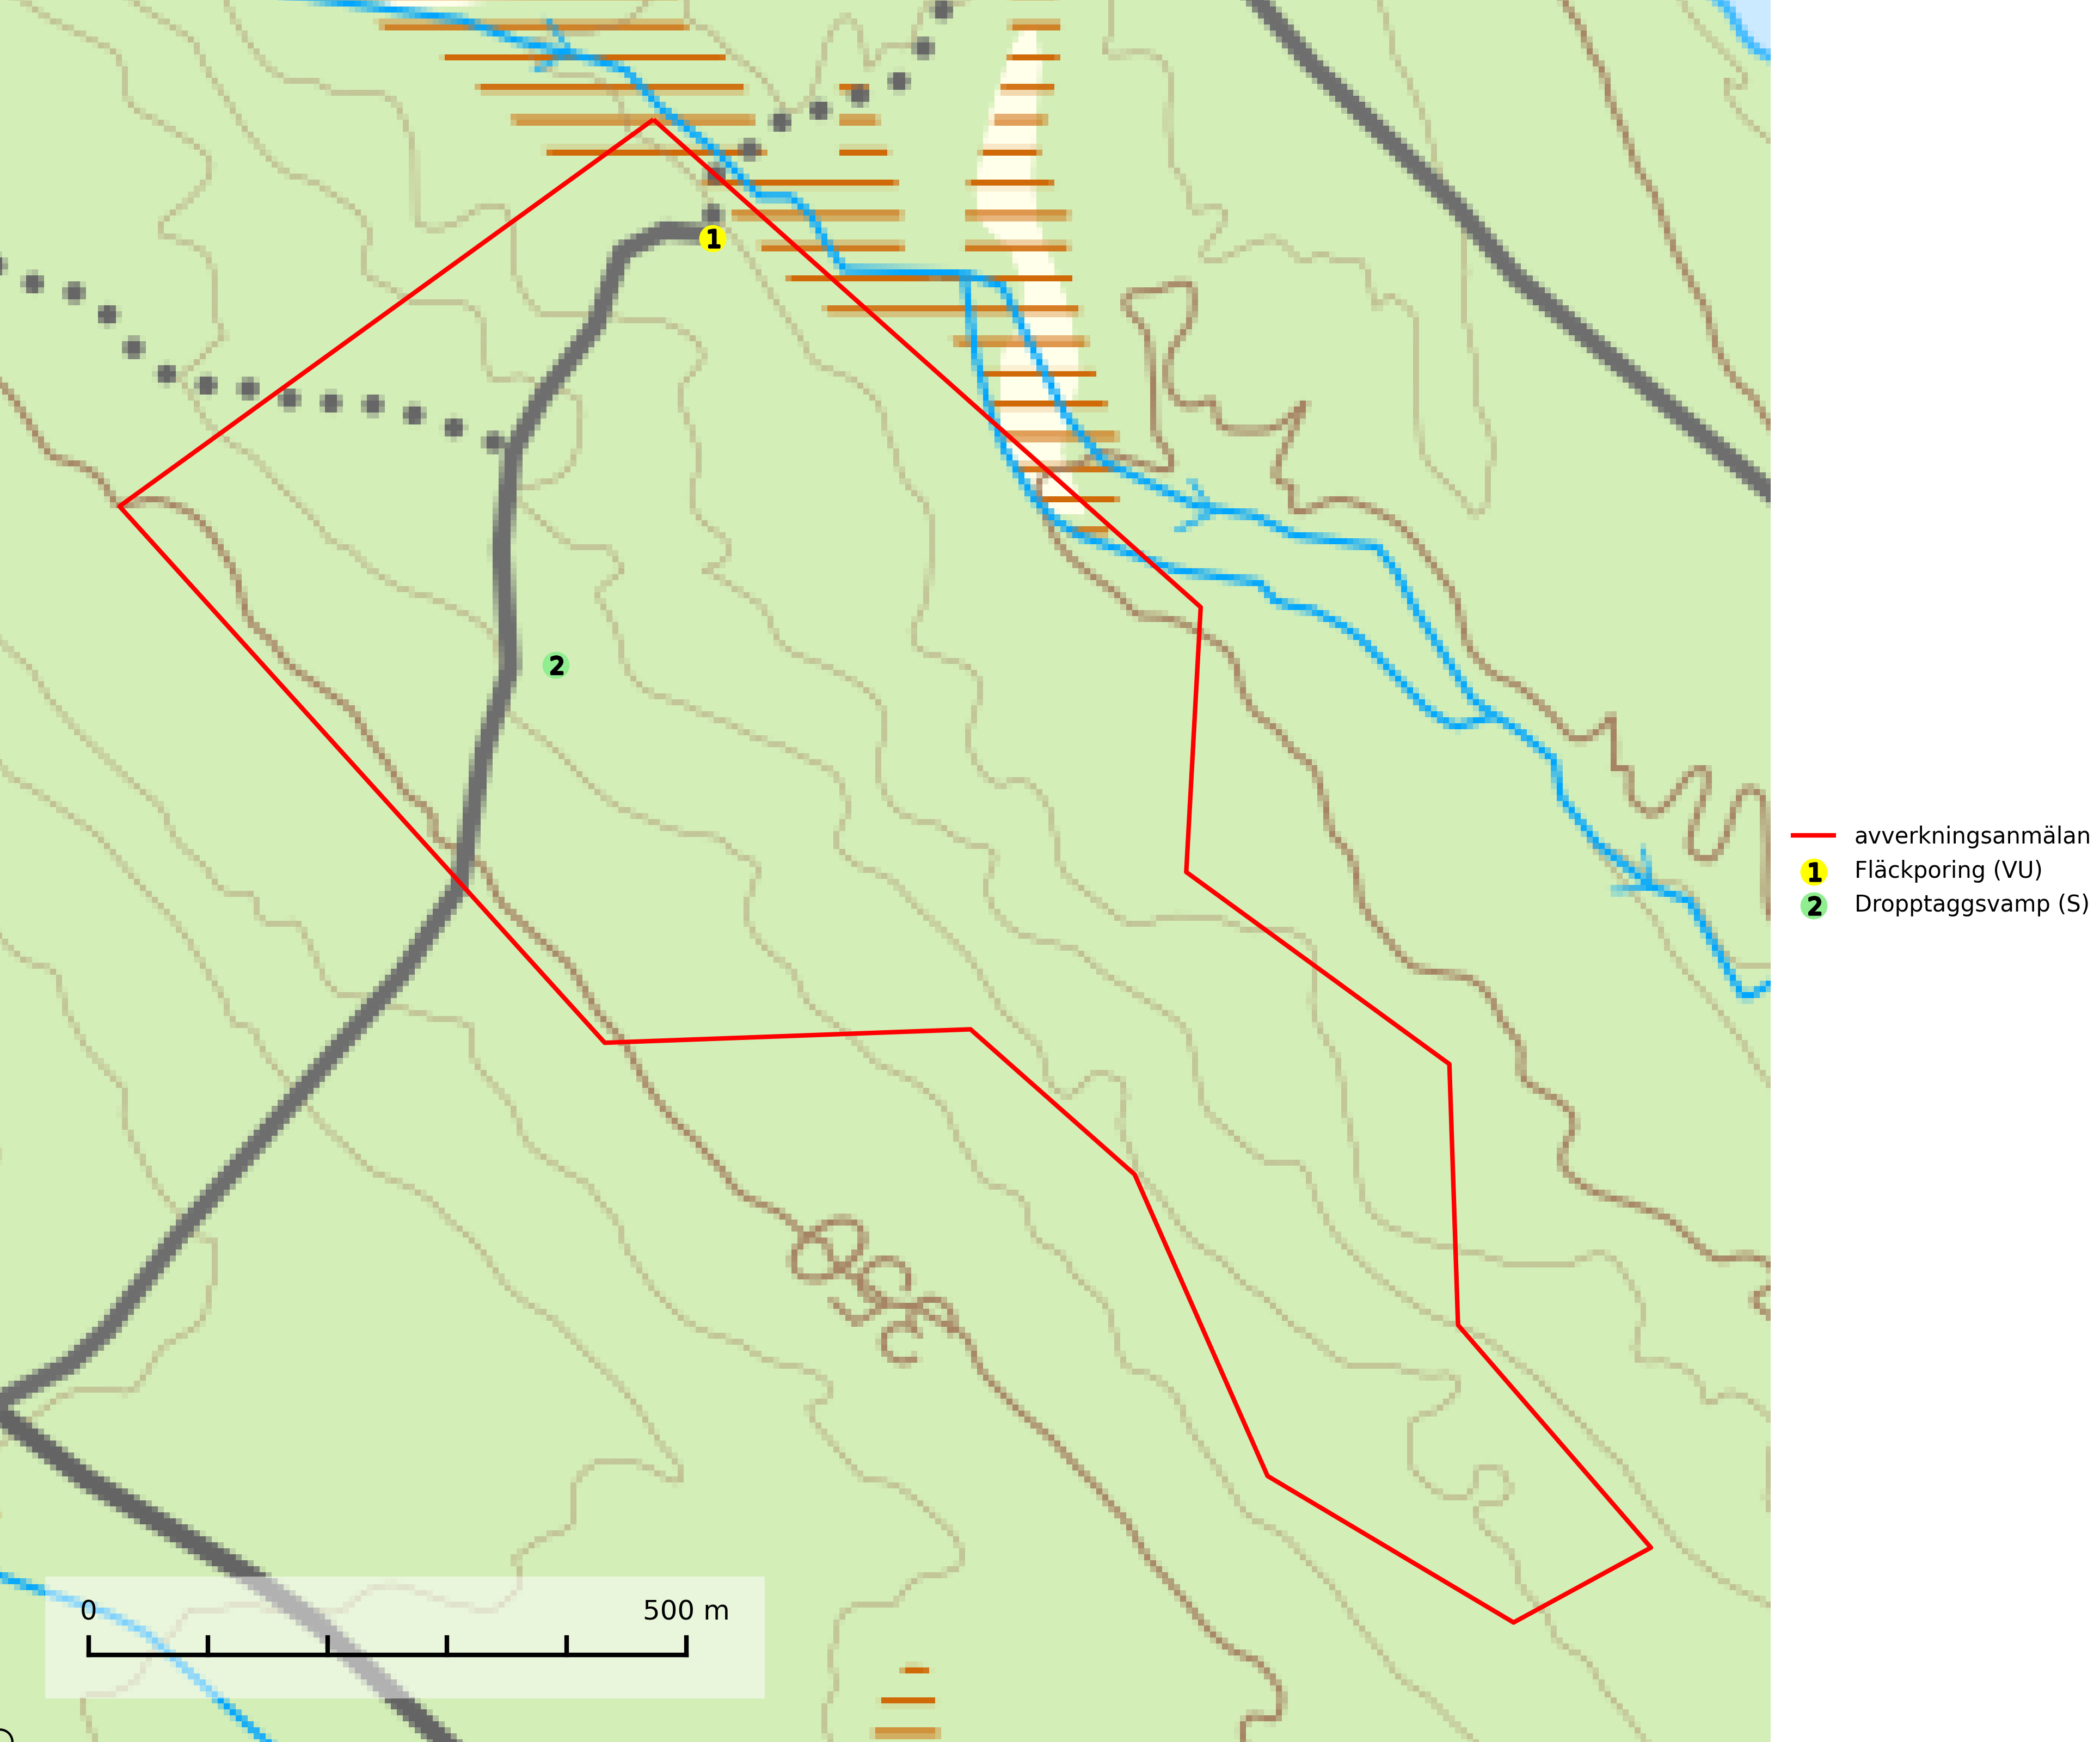 1
2
0 500 m
avverkningsanmälan
1 Fläckporing (VU)
2 Dropptaggsvamp (S)